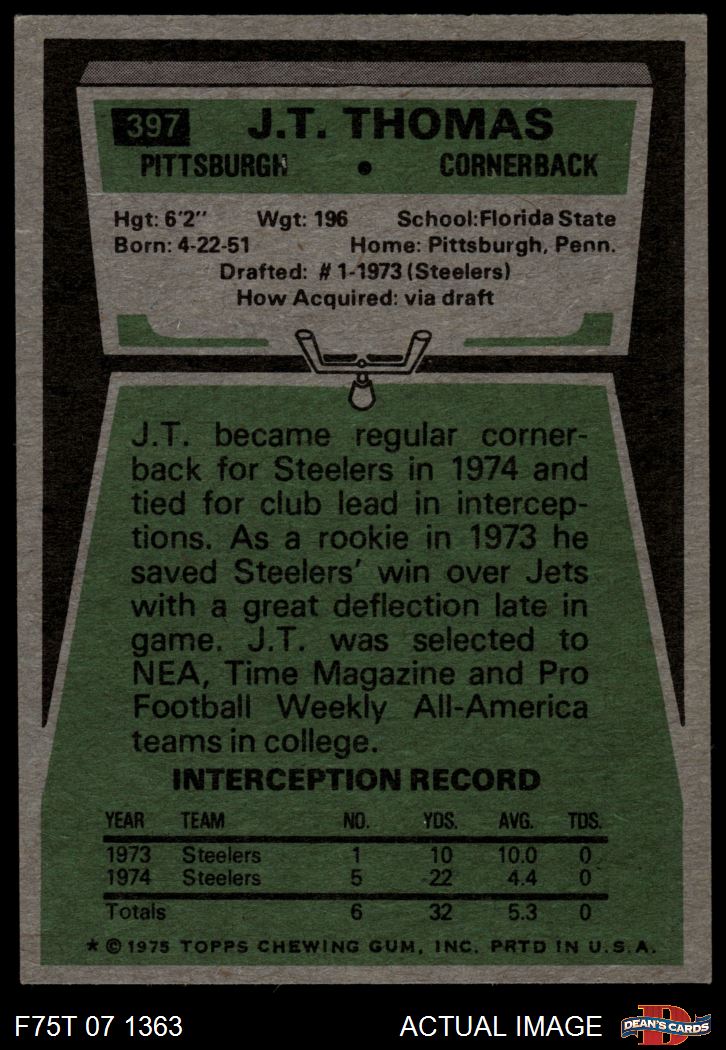 397 J.T. THOMAS
PITTSBURGH • CORNERBACK
Hgt: 6'2" Wgt: 196 School: Florida State
Born: 4-22-51 Home: Pittsburgh, Penn.
Drafted: #1-1973 (Steelers)
How Acquired: via draft
J.T. became regular corner-
back for Steelers in 1974 and
tied for club lead in intercep-
tions. As a rookie in 1973 he
saved Steelers' win over Jets
with a great deflection late in
game. J.T. was selected to
NEA, Time Magazine and Pro
Football Weekly All-America
teams in college.
INTERCEPTION RECORD
YEAR TEAM NO. YDS. AVG. TDS.
1973 Steelers 1 10 10.0 0
1974 Steelers 5 22 4.4 0
Totals 6 32 5.3 0
* © 1975 TOPPS CHEWING GUM, INC. PRTD IN U.S.A.
F75T 07 1363 ACTUAL IMAGE D DEAN'S CARDS